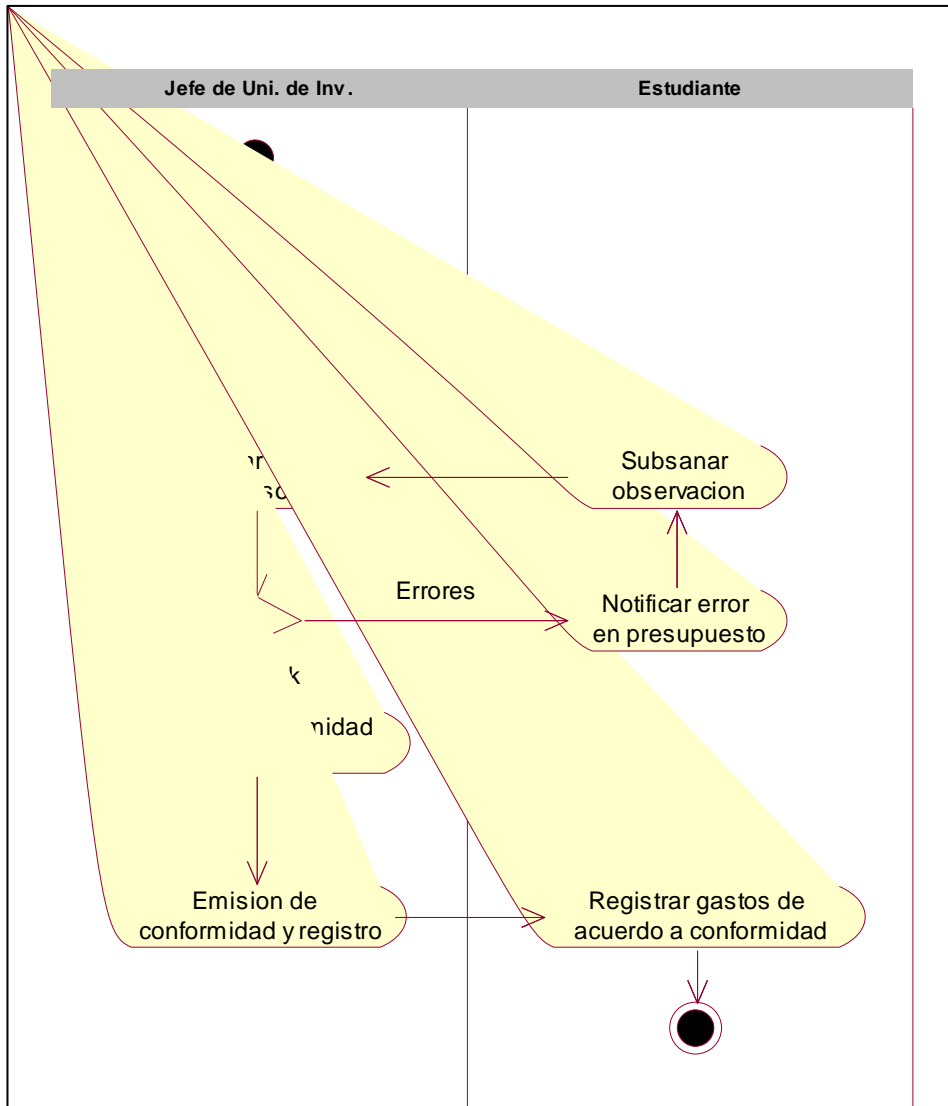 Jefe de Uni. de Inv.
Estudiante
Subsanar
observacion
Errores
Notificar error
en presupuesto
Emision de
conformidad y registro
Registrar gastos de
acuerdo a conformidad